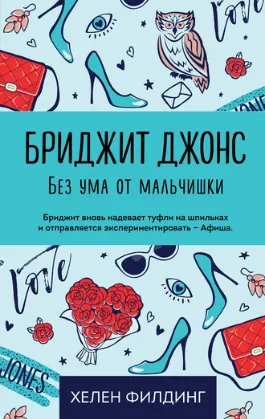 Love
JONES
БРИДЖИТ ДЖОНС
БЕЗ УМА ОТ МАЛЬЧИШКИ
Бриджит вновь надевает туфли на шпильках
и отправляется экспериментировать – Афиша.
Love
JONES
ХЕЛЕН ФИЛДИНГ